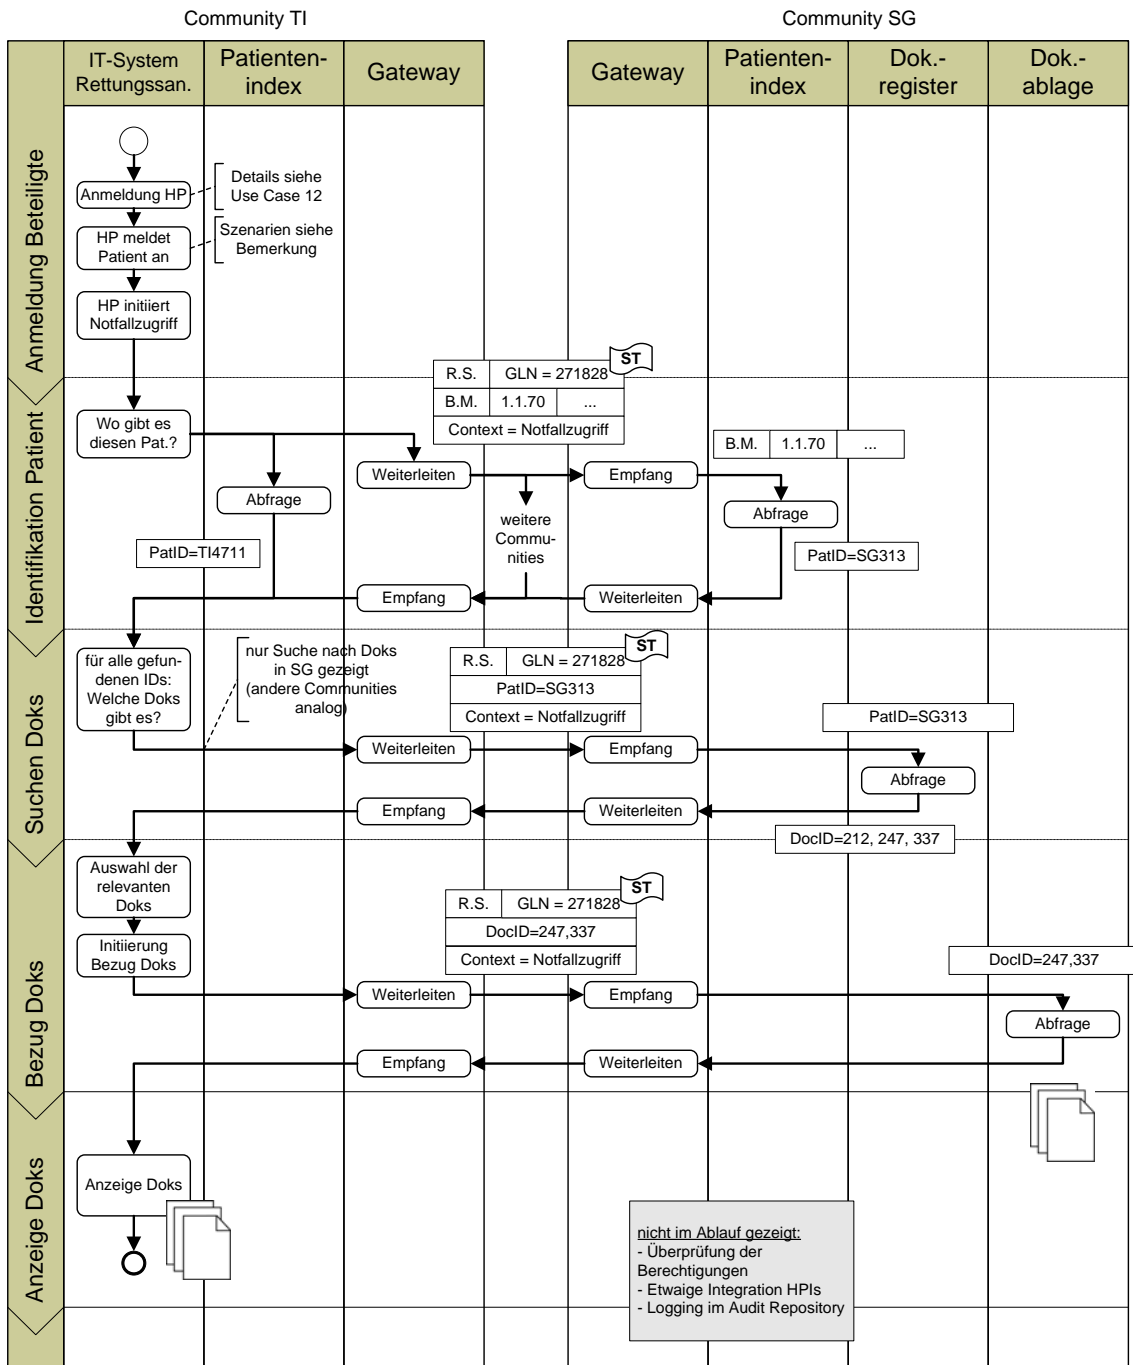 Community TI
Community SG
IT-System
Rettungssan.
Patienten-
index
Gateway
Gateway
Patienten-
index
Dok.-
register
Dok.-
ablage
Anmeldung Beteiligte
Anmeldung HP
Details siehe
Use Case 12
HP meldet
Patient an
Szenarien siehe
Bemerkung
HP initiiert
Notfallzugriff
ST
R.S. GLN = 271828
B.M. 1.1.70 ...
Context = Notfallzugriff
Identifikation Patient
Wo gibt es
diesen Pat.?
B.M. 1.1.70 ...
Weiterleiten
Empfang
Abfrage
Abfrage
weitere
Commu-
nities
PatID=TI4711
PatID=SG313
Empfang
Weiterleiten
Suchen Doks
für alle gefun-
denen IDs:
Welche Doks
gibt es?
nur Suche nach Doks
in SG gezeigt
(andere Communities
analog)
ST
R.S. GLN = 271828
PatID=SG313
Context = Notfallzugriff
PatID=SG313
Weiterleiten
Empfang
Abfrage
Empfang
Weiterleiten
DocID=212, 247, 337
Bezug Doks
Auswahl der
relevanten
Doks
Initiierung
Bezug Doks
ST
R.S. GLN = 271828
DocID=247,337
Context = Notfallzugriff
DocID=247,337
Weiterleiten
Empfang
Abfrage
Empfang
Weiterleiten
Anzeige Doks
Anzeige Doks
nicht im Ablauf gezeigt:
- Überprüfung der
Berechtigungen
- Etwaige Integration HPIs
- Logging im Audit Repository